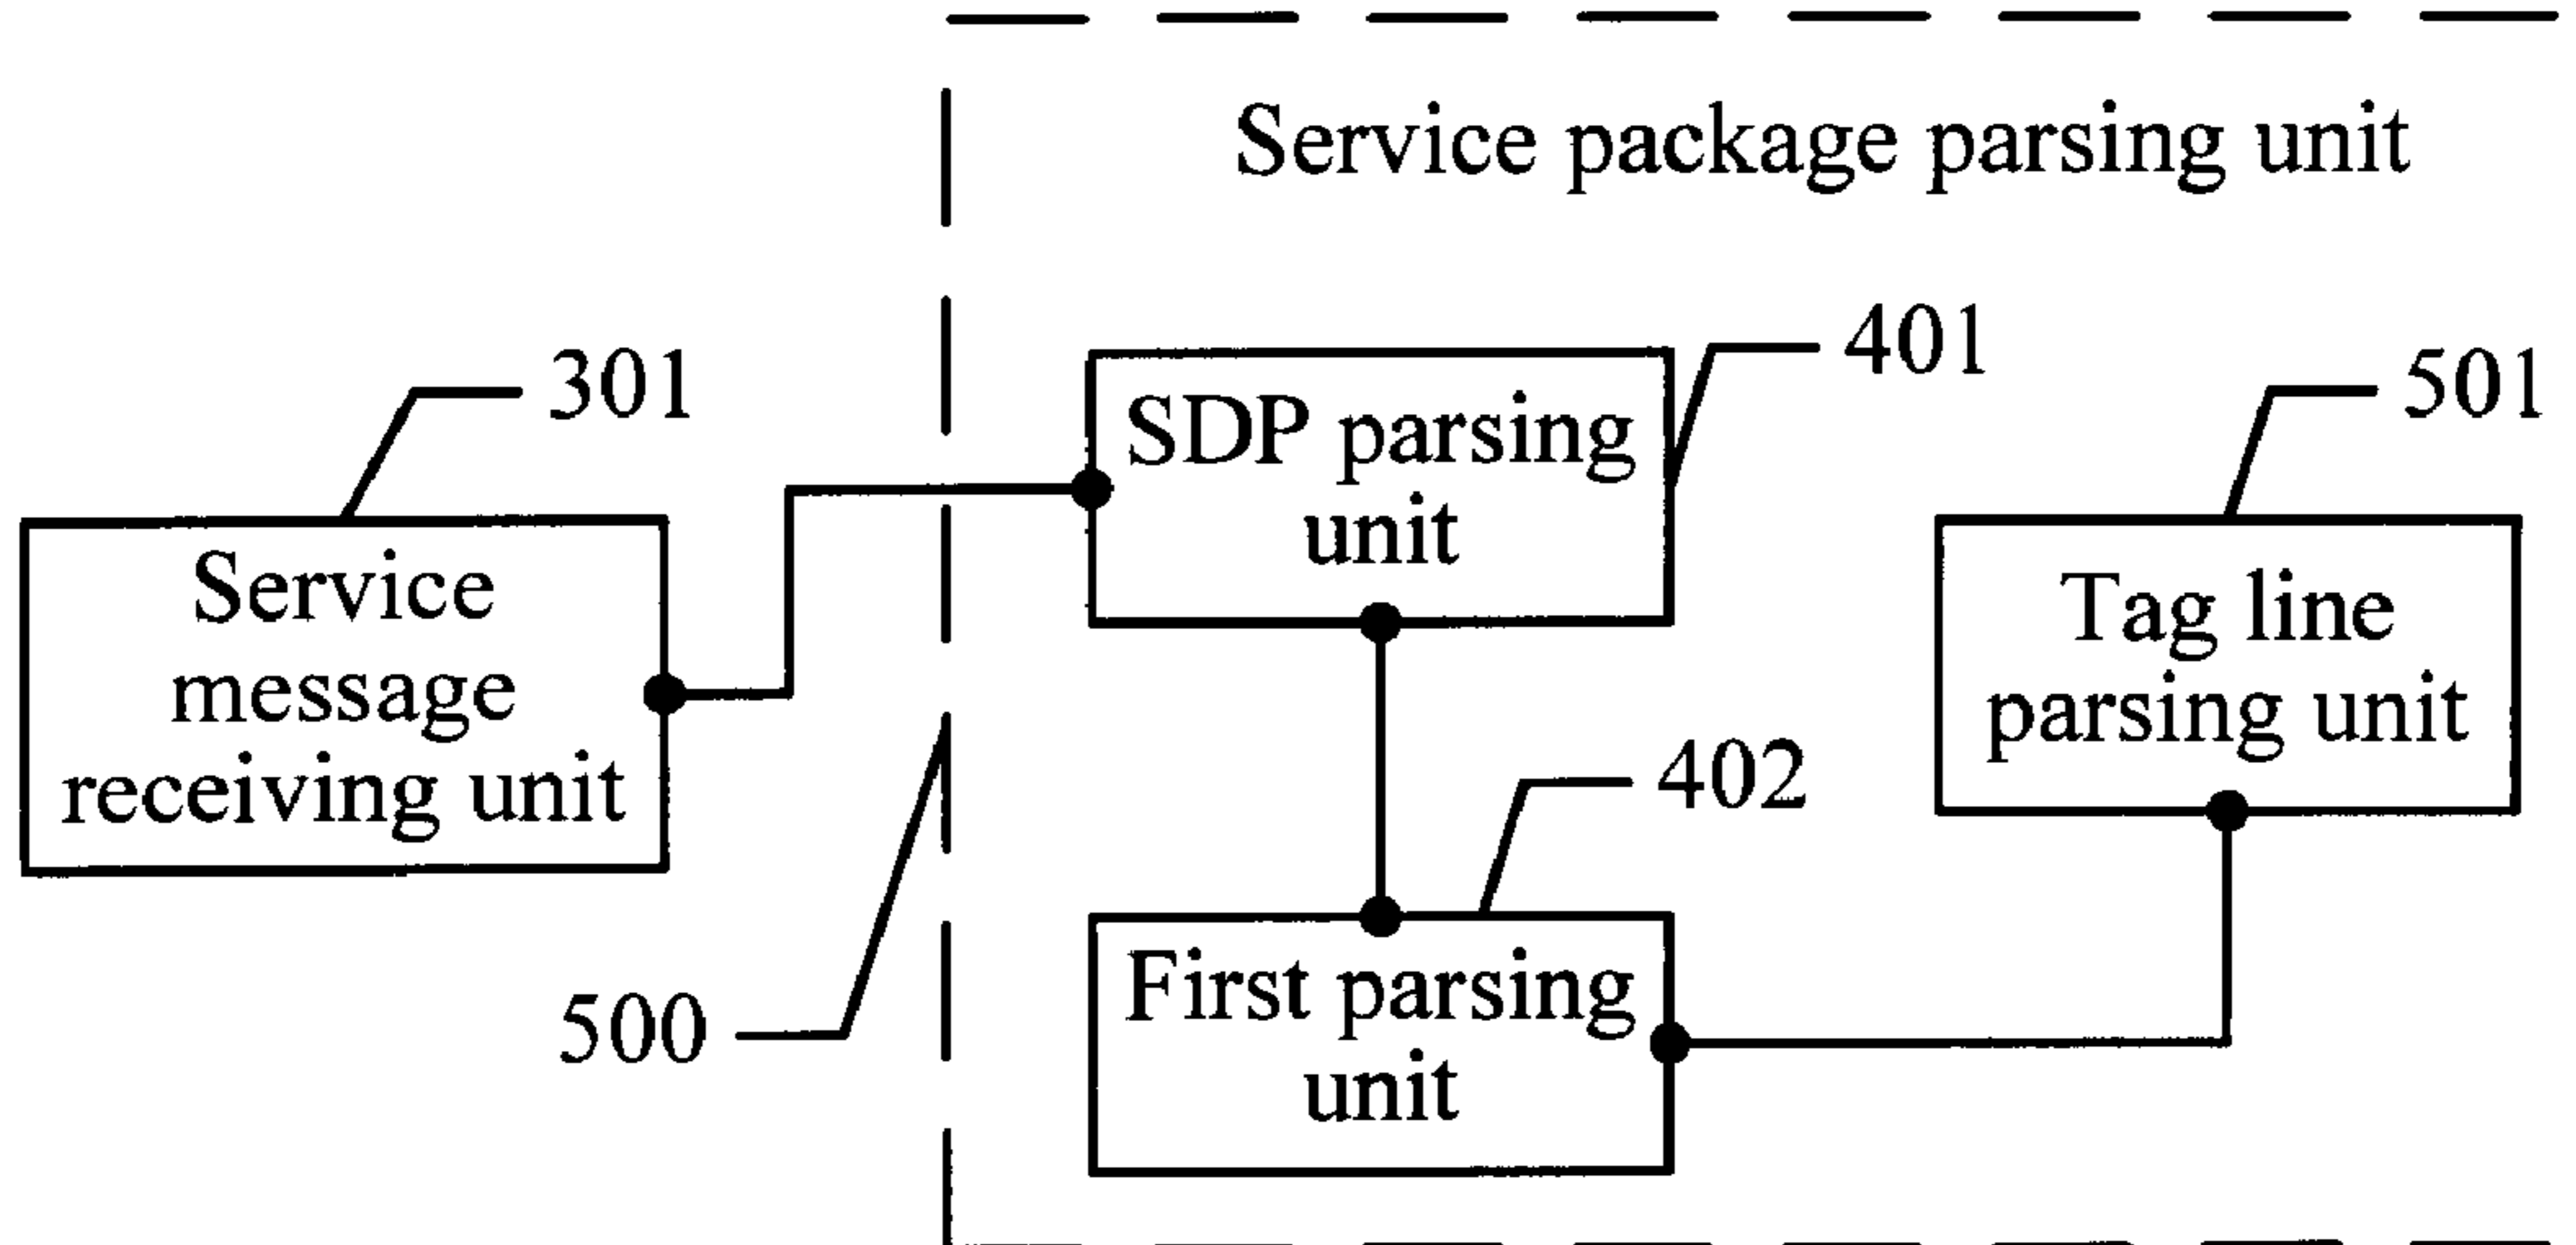 Service package parsing unit
301
401
501
SDP parsing
unit
Service
message
receiving unit
Tag line
parsing unit
402
500
First parsing
unit